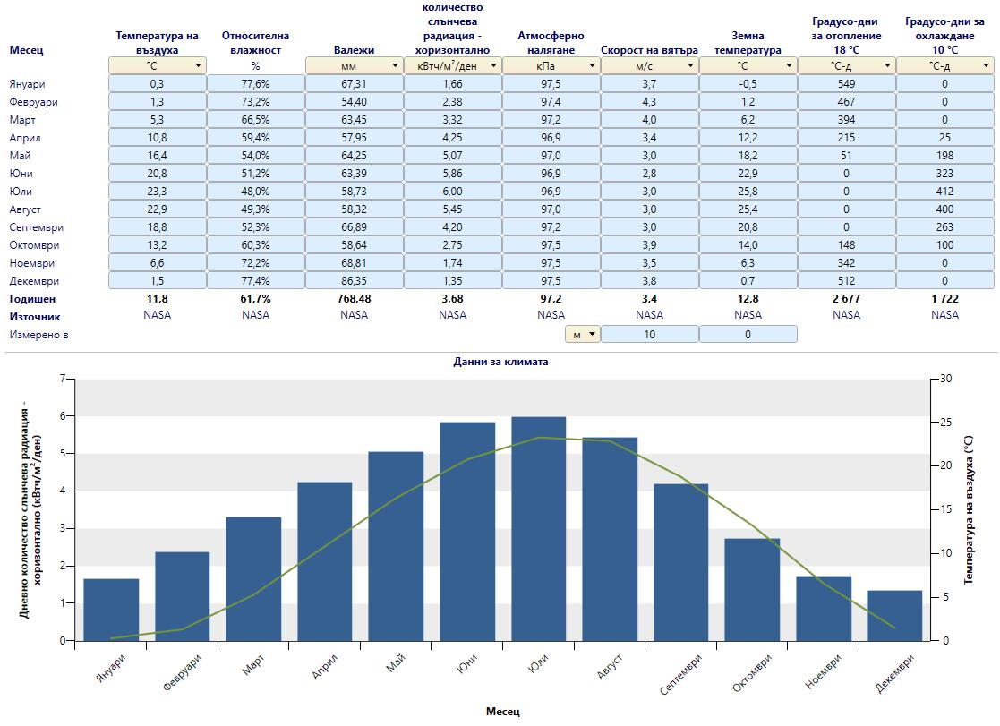 количество
слънчева
радиация -
хоризонтално
Градусо-дни
за отопление
18 °C
Градусо-дни за
охлаждане
10 °C
Месец Температура на въздуха Относителна влажност Валежи Атмосферно налягане Скорост на вятъра Земна температура
°C % мм кВтч/м²/ден кПа м/с °C °C-д °C-д
Януари 0,3 77,6% 67,31 1,66 97,5 3,7 -0,5 549 0
Февруари 1,3 73,2% 54,40 2,38 97,4 4,3 1,2 467 0
Март 5,3 66,5% 63,45 3,32 97,2 4,0 6,2 394 0
Април 10,8 59,4% 57,95 4,25 96,9 3,4 12,2 215 25
Май 16,4 54,0% 64,25 5,07 97,0 3,0 18,2 51 198
Юни 20,8 51,2% 63,39 5,86 96,9 2,8 22,9 0 323
Юли 23,3 48,0% 58,73 6,00 96,9 3,0 25,8 0 412
Август 22,9 49,3% 58,32 5,45 97,0 3,0 25,4 0 400
Септември 18,8 52,3% 66,89 4,20 97,2 3,0 20,8 0 263
Октомври 13,2 60,3% 58,64 2,75 97,5 3,9 14,0 148 100
Ноември 6,6 72,2% 68,81 1,74 97,5 3,5 6,3 342 0
Декември 1,5 77,4% 86,35 1,35 97,5 3,8 0,7 512 0
Годишен 11,8 61,7% 768,48 3,68 97,2 3,4 12,8 2 677 1 722
Източник NASA NASA NASA NASA NASA NASA NASA NASA NASA
Измерено в м 10 0
Данни за климата
Дневно количество слънчева радиация -
хоризонтално (кВтч/м²/ден)
7
6
5
4
3
2
1
0
30
25
20
15
10
5
0
Температура на въздуха (°C)
Януари Февруари Март Април Май Юни Юли Август Септември Октомври Ноември Декември
Месец